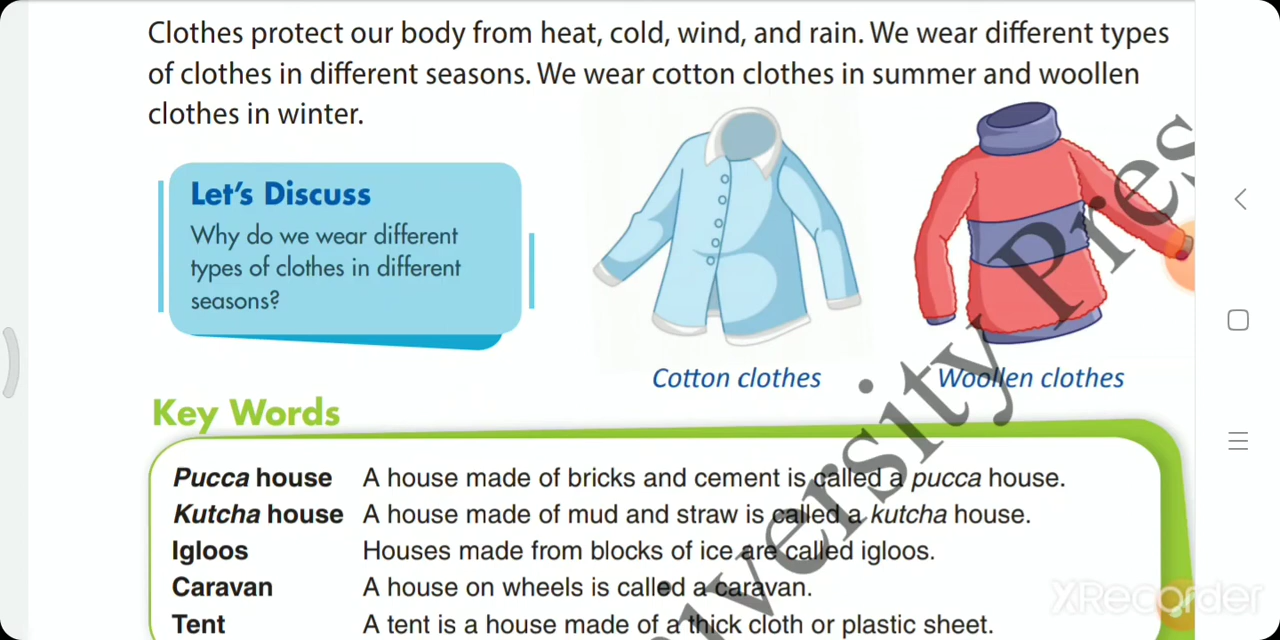 Clothes protect our body from heat, cold, wind, and rain. We wear different types
of clothes in different seasons. We wear cotton clothes in summer and woollen
clothes in winter.
Let's Discuss
Why do we wear different
types of clothes in different
seasons?
Cotton clothes
Woollen clothes
Key Words
Pucca house A house made of bricks and cement is called a pucca house.
Kutcha house A house made of mud and straw is called a kutcha house.
Igloos Houses made from blocks of ice are called igloos.
Caravan A house on wheels is called a caravan.
Tent A tent is a house made of a thick cloth or plastic sheet.
iversity Pres
XRecorder